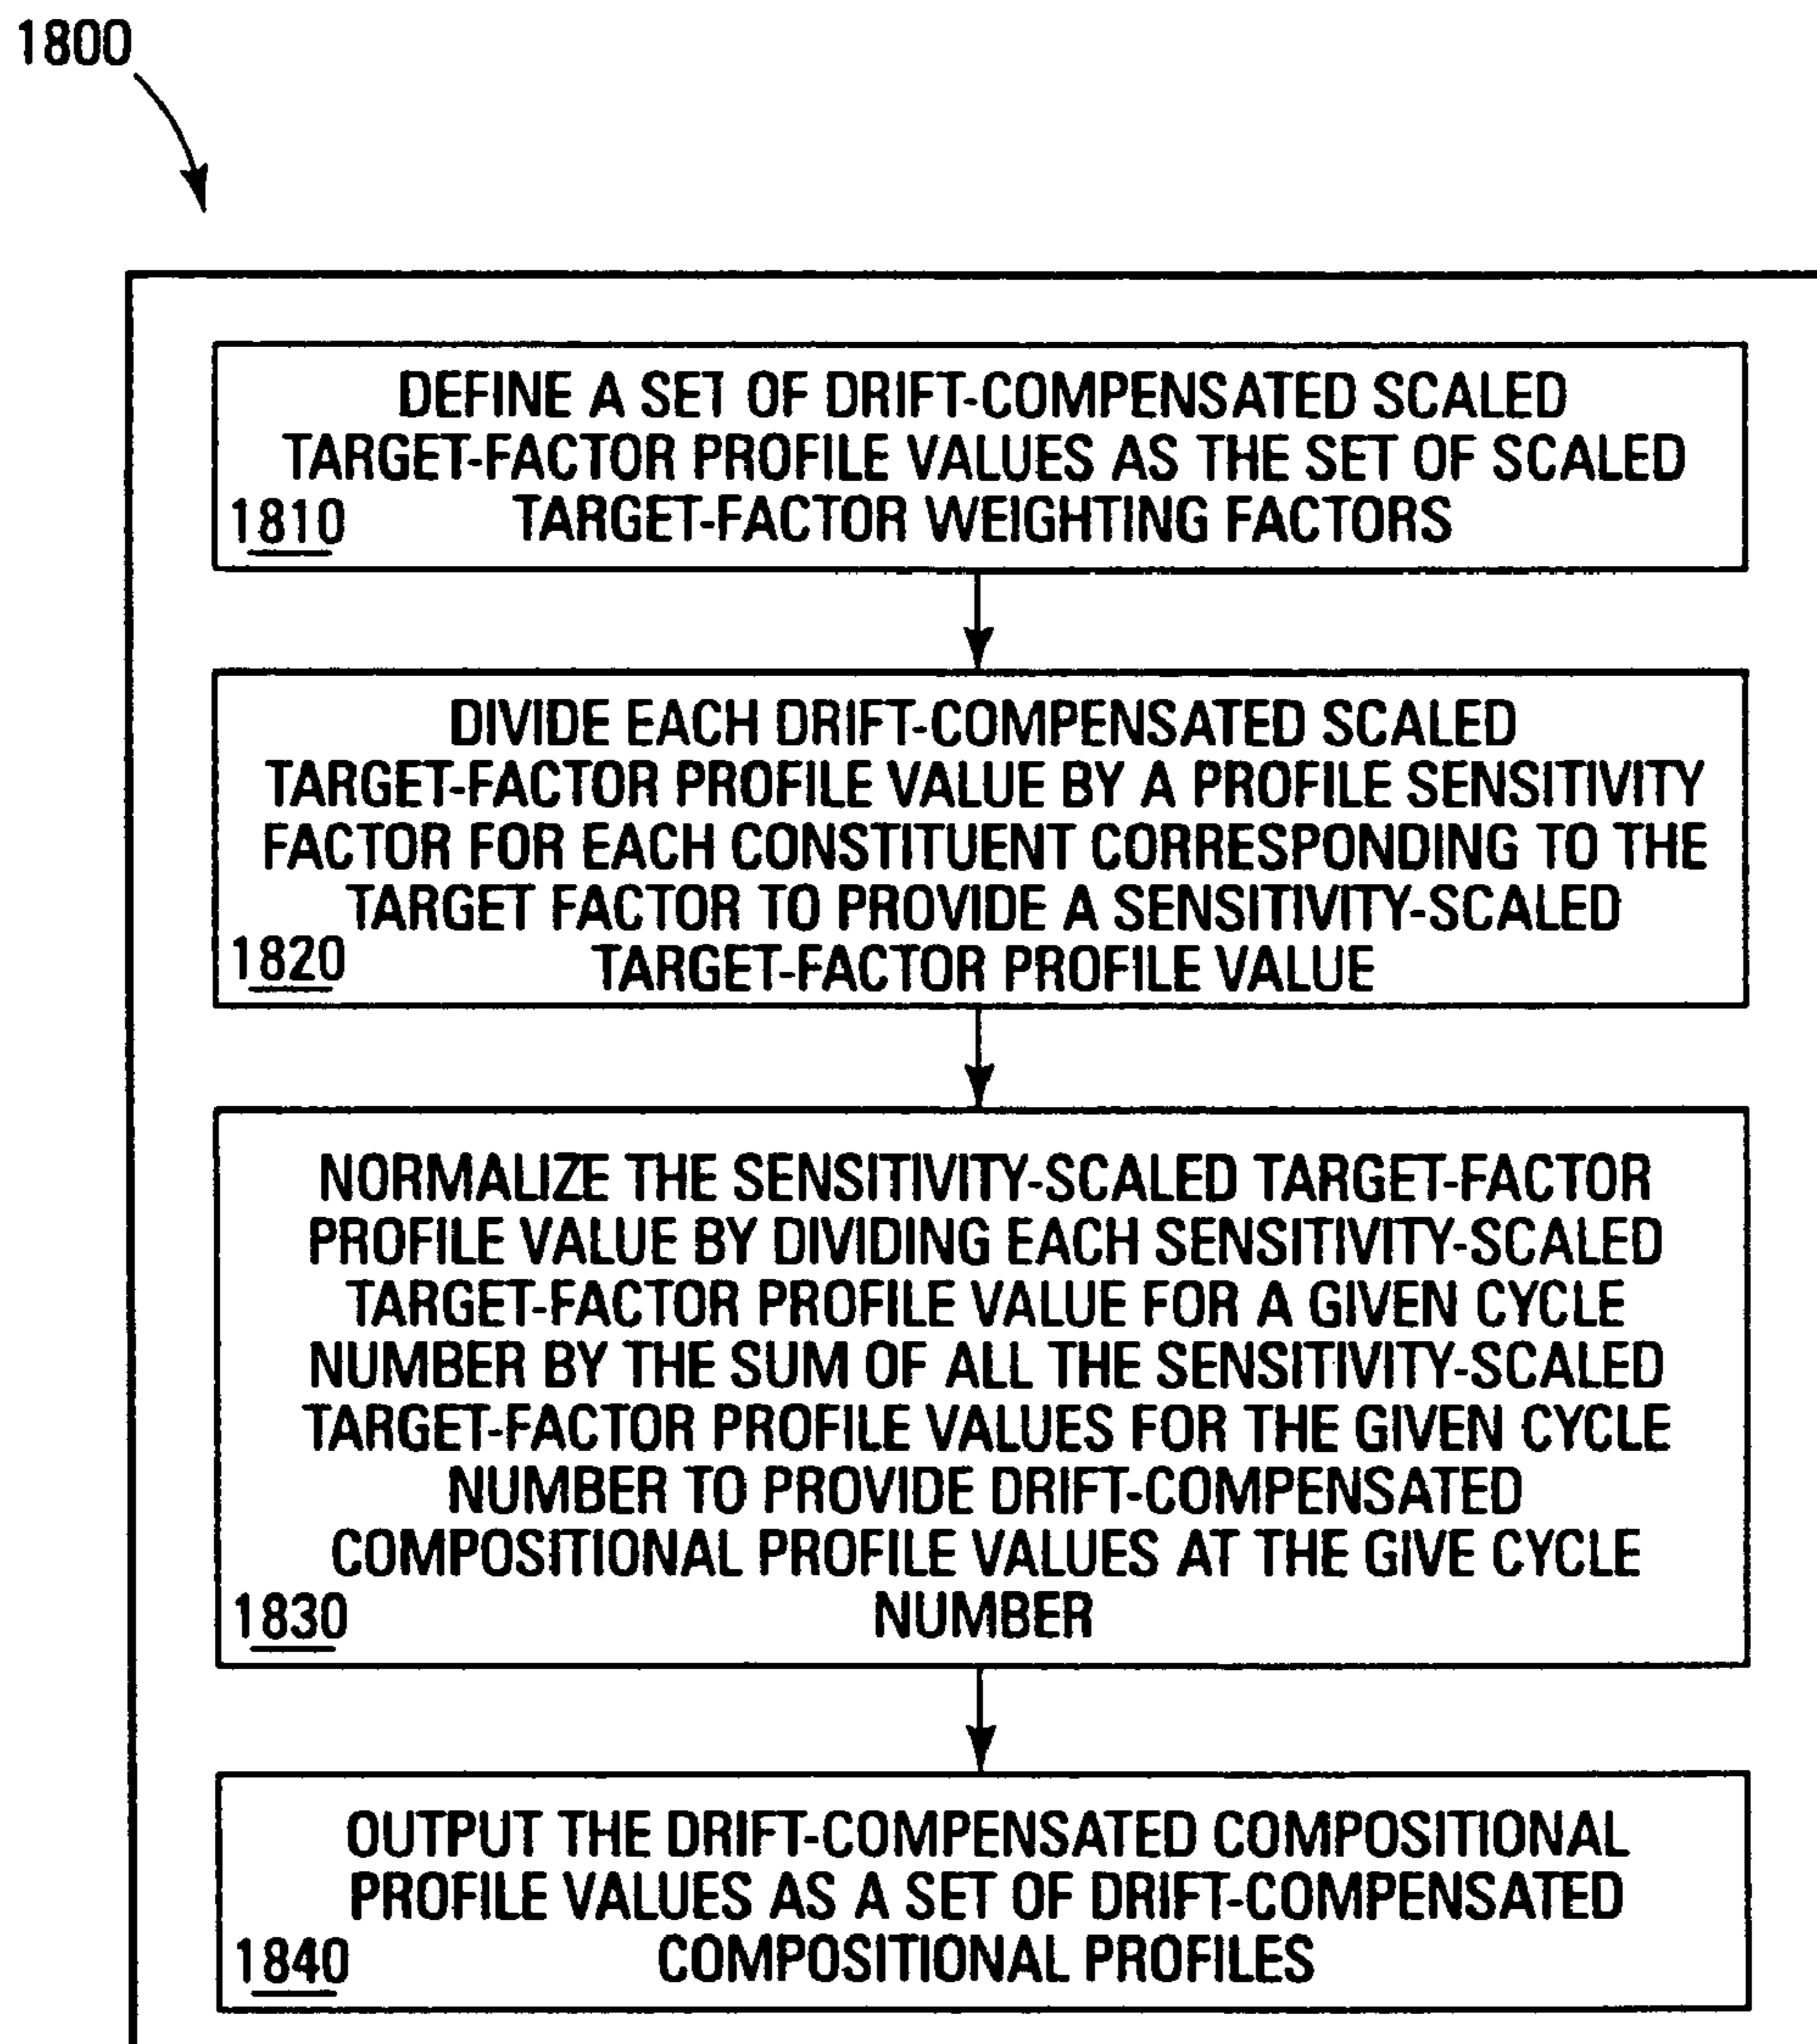 1800
DEFINE A SET OF DRIFT-COMPENSATED SCALED
TARGET-FACTOR PROFILE VALUES AS THE SET OF SCALED
TARGET-FACTOR WEIGHTING FACTORS
1810
DIVIDE EACH DRIFT-COMPENSATED SCALED
TARGET-FACTOR PROFILE VALUE BY A PROFILE SENSITIVITY
FACTOR FOR EACH CONSTITUENT CORRESPONDING TO THE
TARGET FACTOR TO PROVIDE A SENSITIVITY-SCALED
TARGET-FACTOR PROFILE VALUE
1820
NORMALIZE THE SENSITIVITY-SCALED TARGET-FACTOR
PROFILE VALUE BY DIVIDING EACH SENSITIVITY-SCALED
TARGET-FACTOR PROFILE VALUE FOR A GIVEN CYCLE
NUMBER BY THE SUM OF ALL THE SENSITIVITY-SCALED
TARGET-FACTOR PROFILE VALUES FOR THE GIVEN CYCLE
NUMBER TO PROVIDE DRIFT-COMPENSATED
COMPOSITIONAL PROFILE VALUES AT THE GIVE CYCLE
NUMBER
1830
OUTPUT THE DRIFT-COMPENSATED COMPOSITIONAL
PROFILE VALUES AS A SET OF DRIFT-COMPENSATED
COMPOSITIONAL PROFILES
1840